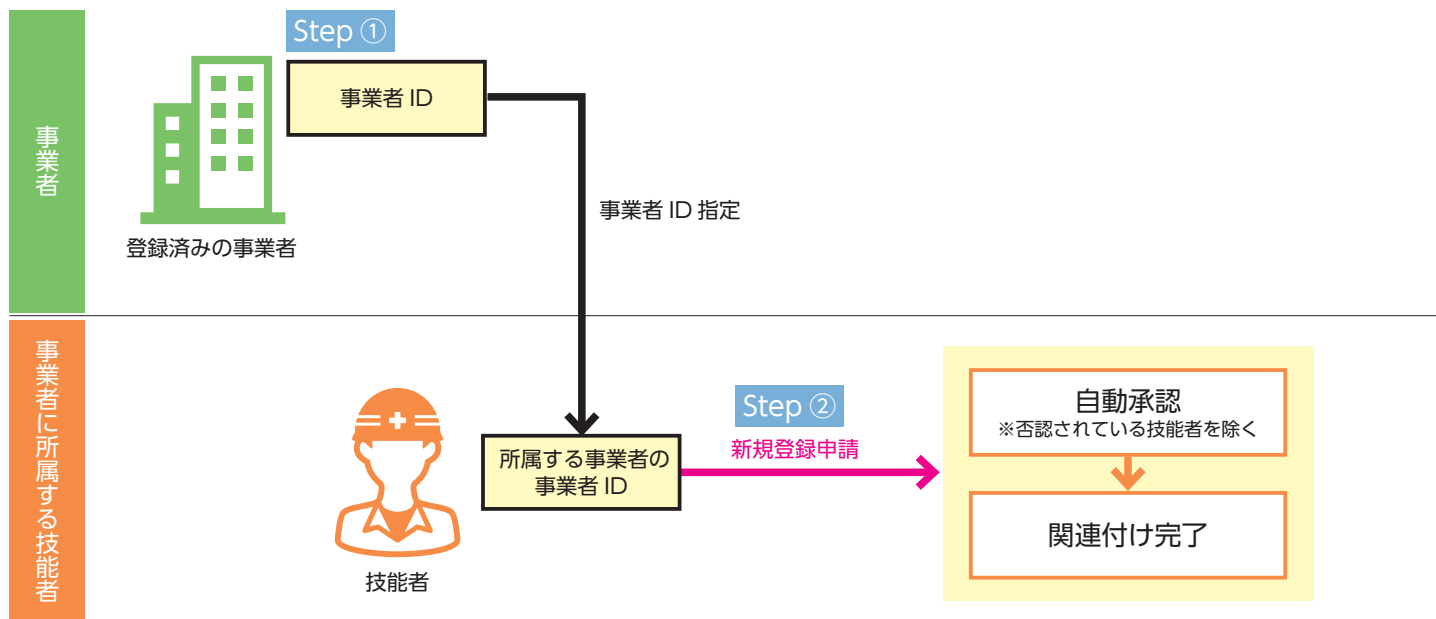 事業者
Step ①
事業者 ID
登録済みの事業者
事業者 ID 指定
事業者に所属する技能者
技能者
所属する事業者の
事業者 ID
Step ②
新規登録申請
自動承認
※否認されている技能者を除く
関連付け完了